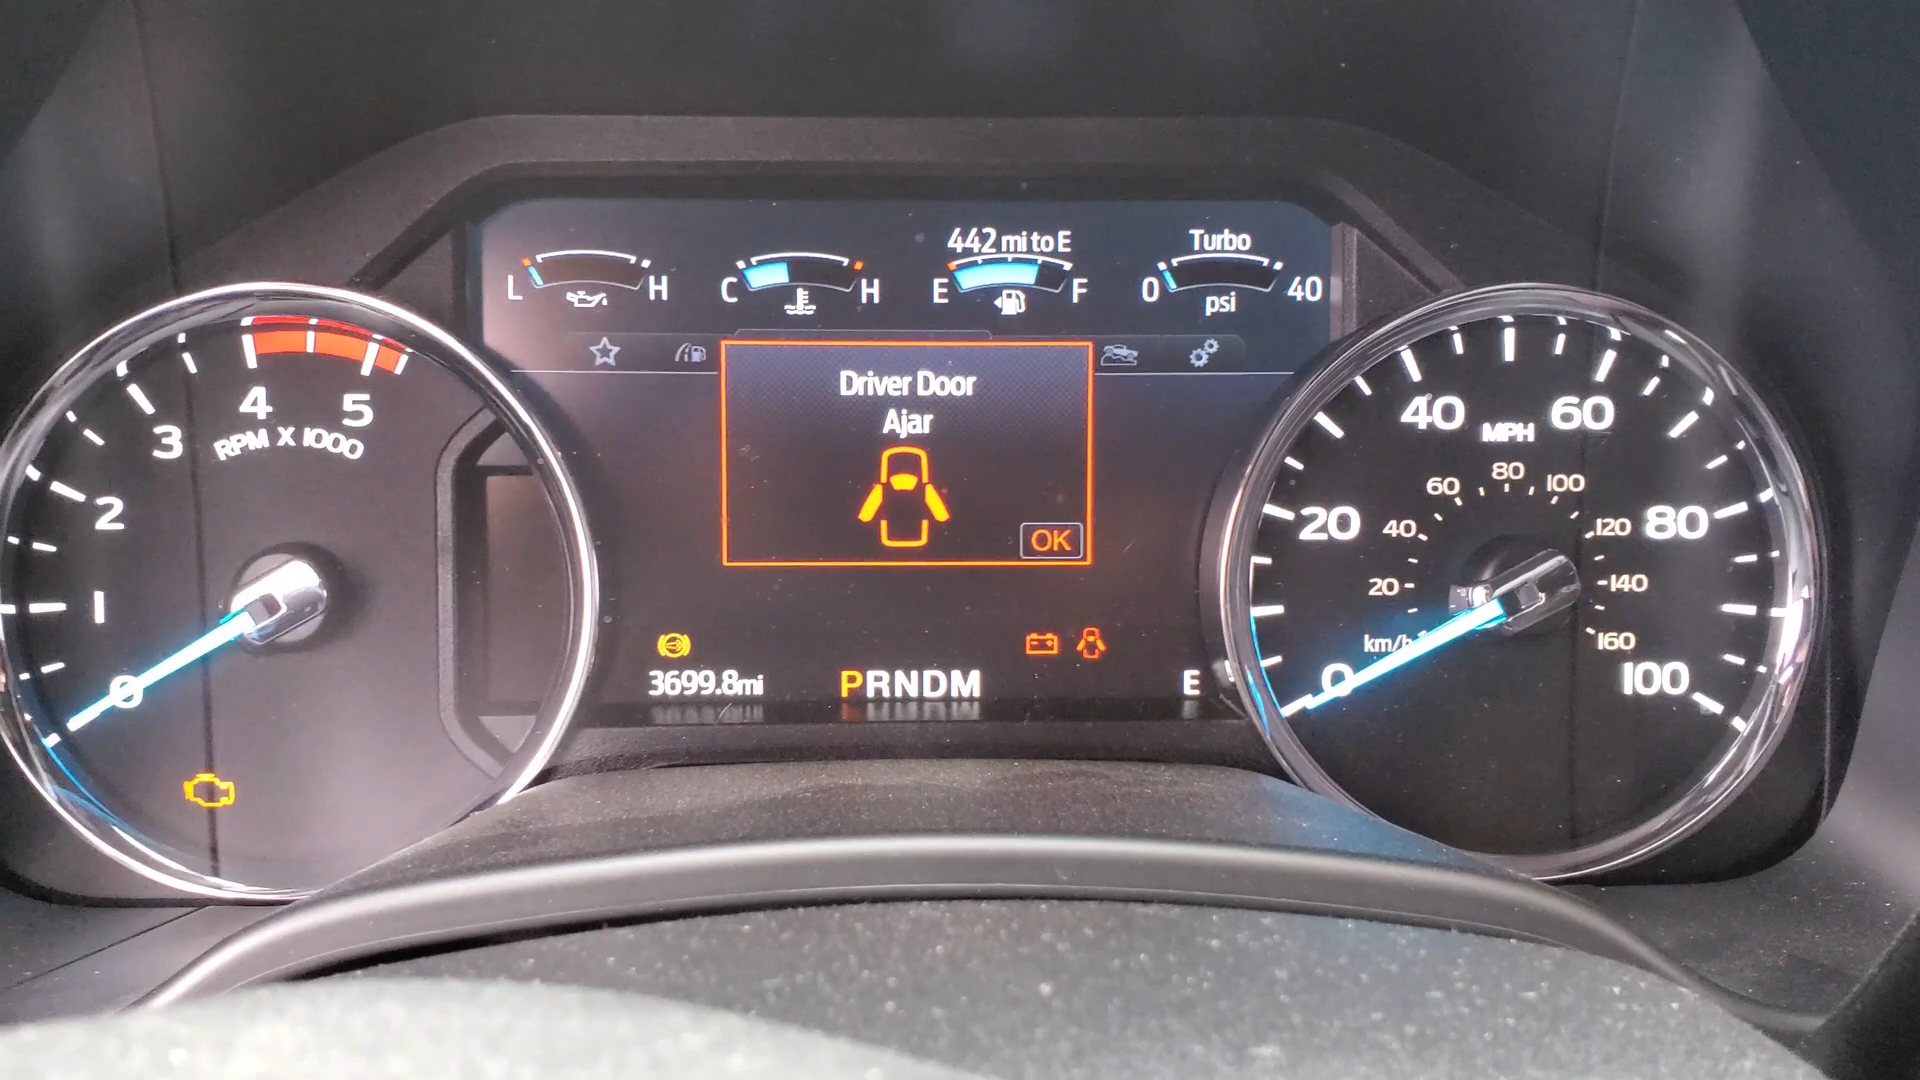 442 mi to E
Turbo
L H
C H
E F
0 40
psi
Driver Door
Ajar
OK
0
1
2
3
4
5
RPM X 1000
0
20
40
60
80
100
MPH
km/h
20
40
60
80
100
120
140
160
3699.8mi
PRNDM
E